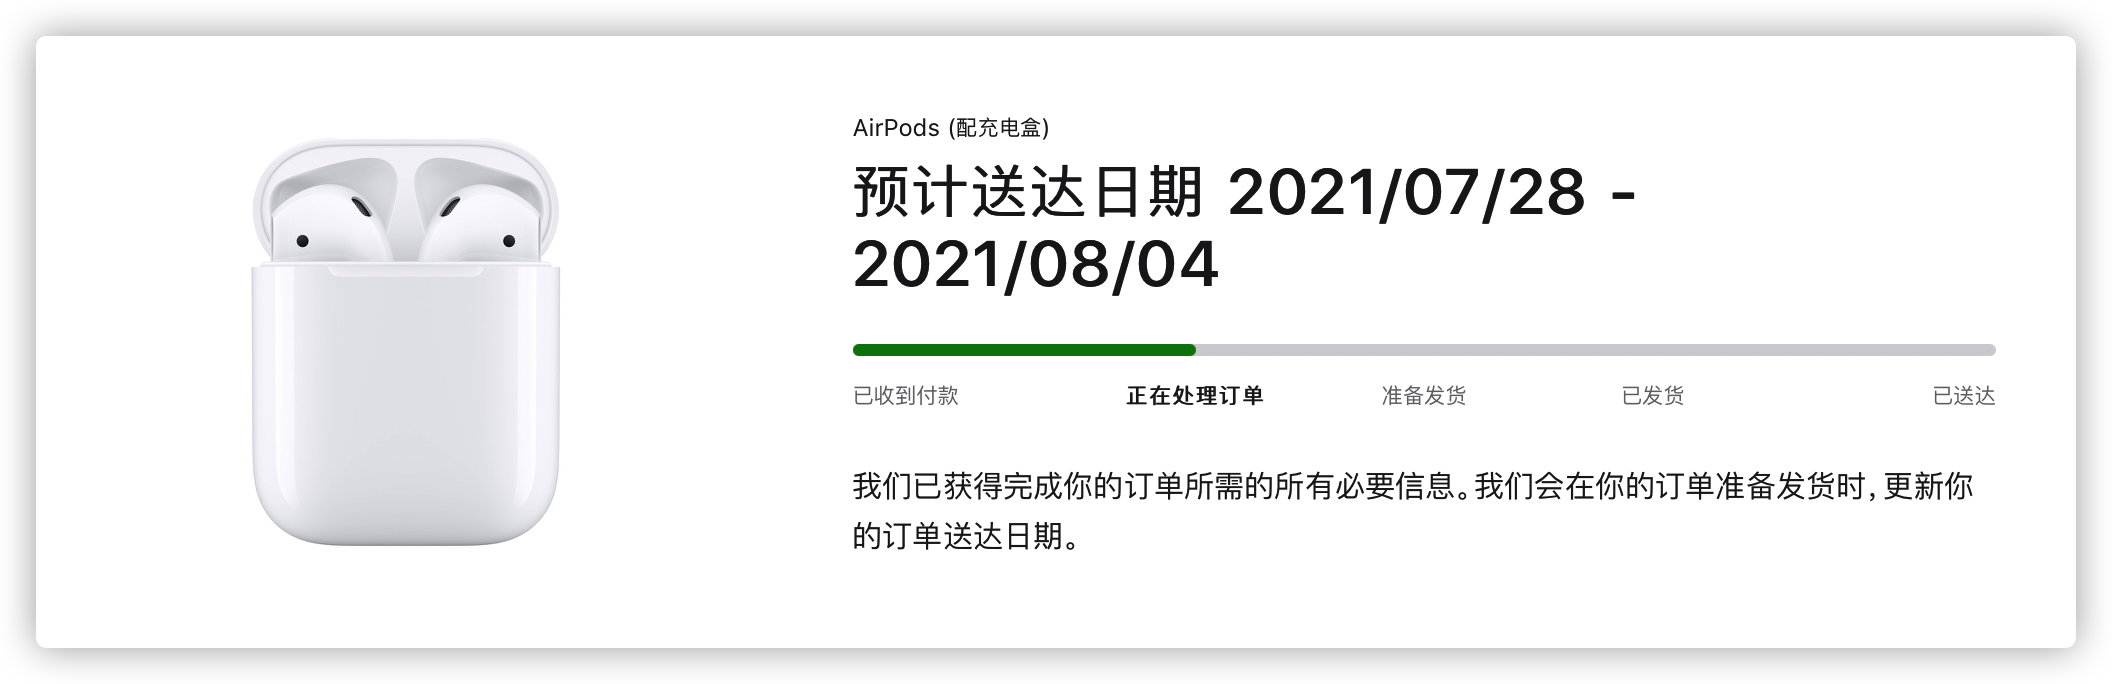 AirPods (配充电盒)
预计送达日期 2021/07/28 -
2021/08/04
已收到付款 正在处理订单 准备发货 已发货 已送达
我们已获得完成你的订单所需的所有必要信息。我们会在你的订单准备发货时，更新你
的订单送达日期。